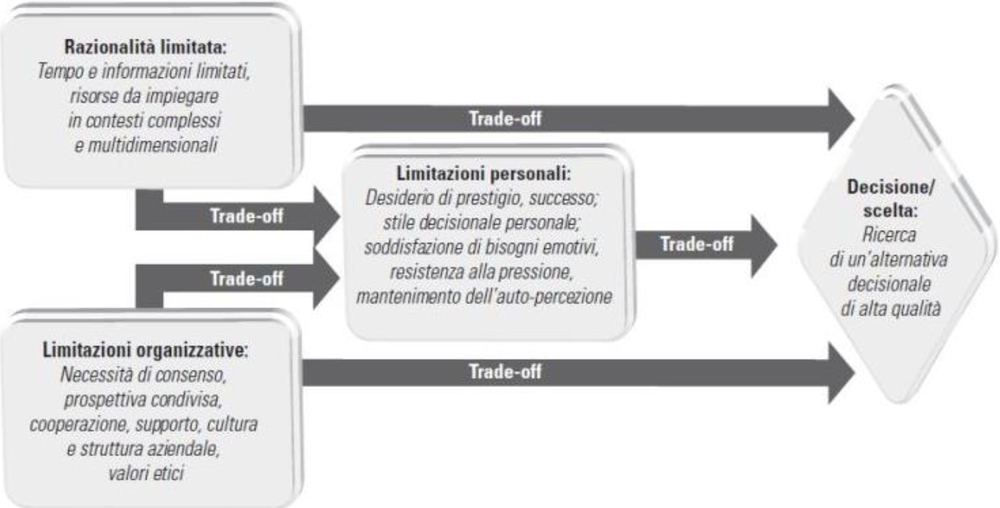 Razionalità limitata:
Tempo e informazioni limitati,
risorse da impiegare
in contesti complessi
e multidimensionali
Trade-off
Trade-off
Limitazioni personali:
Desiderio di prestigio, successo;
stile decisionale personale;
soddisfazione di bisogni emotivi,
resistenza alla pressione,
mantenimento dell'auto-percezione
Trade-off
Decisione/
scelta:
Ricerca
di un'alternativa
decisionale
di alta qualità
Trade-off
Limitazioni organizzative:
Necessità di consenso,
prospettiva condivisa,
cooperazione, supporto, cultura
e struttura aziendale,
valori etici
Trade-off